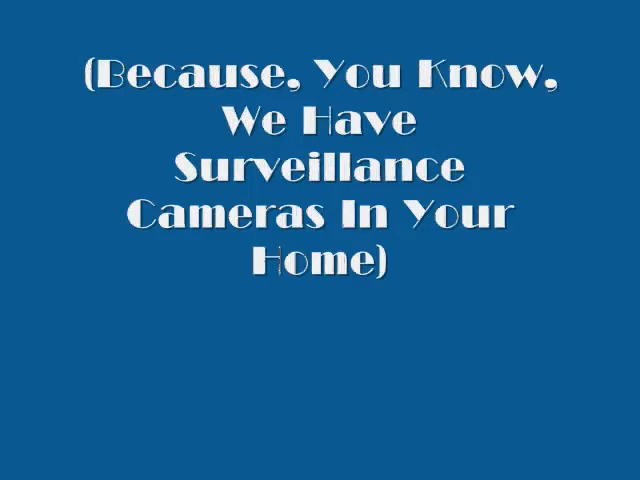 (Because, You Know,
We Have
Surveillance
Cameras In Your
Home)